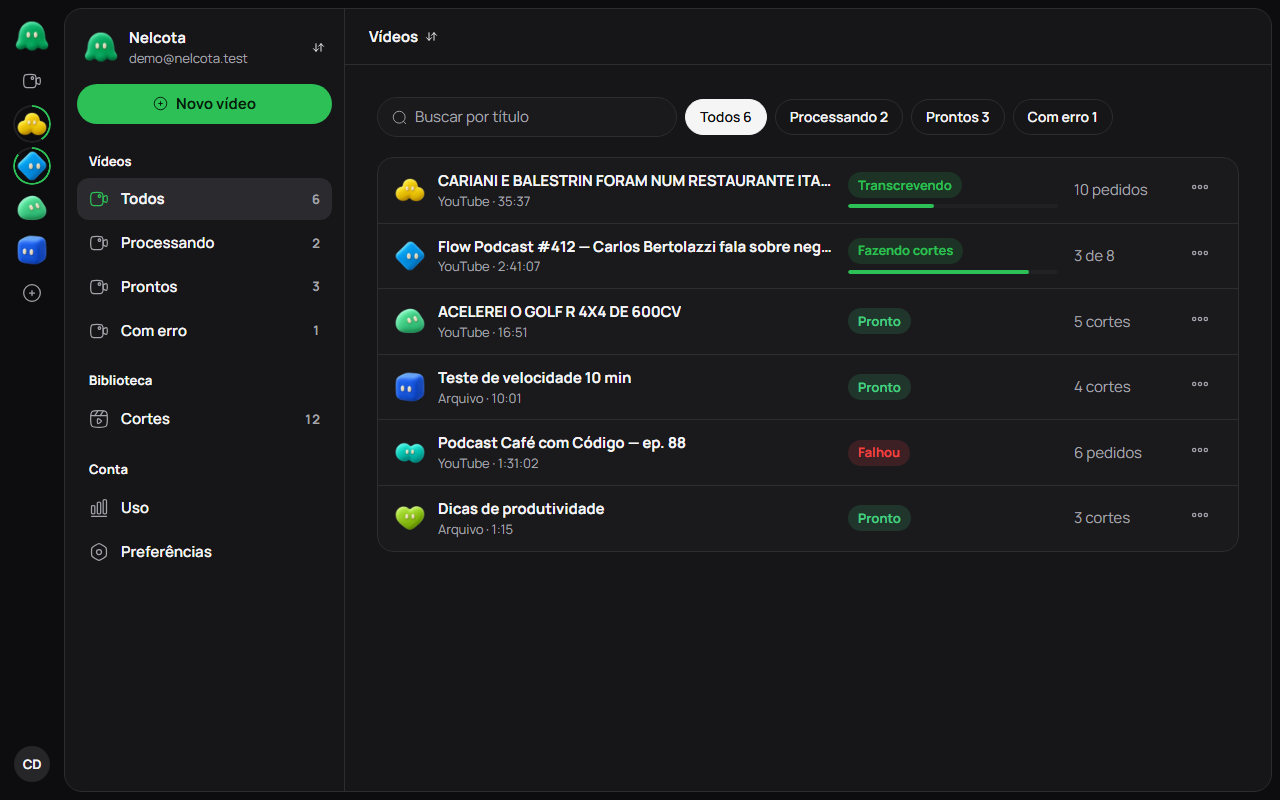 Nelcota
demo@nelcota.test
Novo vídeo
Vídeos
Todos 6
Processando 2
Prontos 3
Com erro 1
Biblioteca
Cortes 12
Conta
Uso
Preferências
CD
Vídeos
Buscar por título
Todos 6
Processando 2
Prontos 3
Com erro 1
CARIANI E BALESTRIN FORAM NUM RESTAURANTE ITA...
YouTube · 35:37
Transcrevendo
10 pedidos
Flow Podcast #412 — Carlos Bertolazzi fala sobre neg...
YouTube · 2:41:07
Fazendo cortes
3 de 8
ACELEREI O GOLF R 4X4 DE 600CV
YouTube · 16:51
Pronto
5 cortes
Teste de velocidade 10 min
Arquivo · 10:01
Pronto
4 cortes
Podcast Café com Código — ep. 88
YouTube · 1:31:02
Falhou
6 pedidos
Dicas de produtividade
Arquivo · 1:15
Pronto
3 cortes